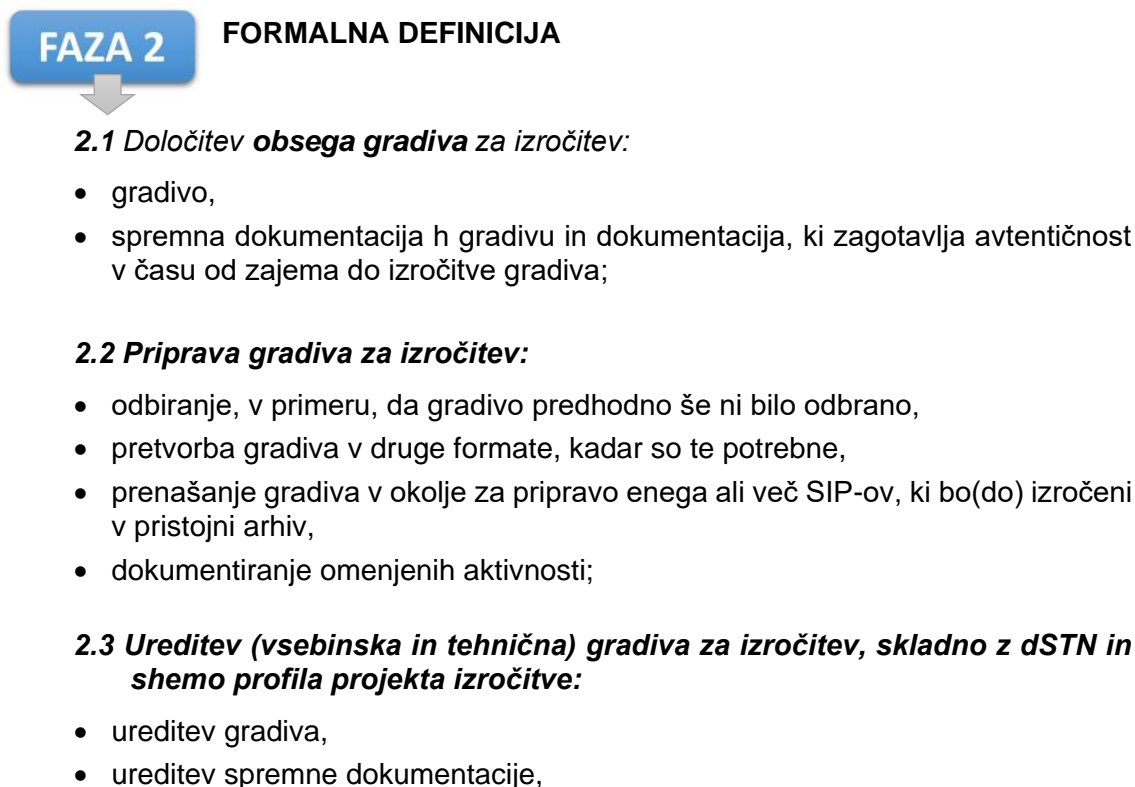 FAZA 2
FORMALNA DEFINICIJA
2.1 Določitev obsega gradiva za izročitev:
• gradivo,
• spremna dokumentacija h gradivu in dokumentacija, ki zagotavlja avtentičnost
v času od zajema do izročitve gradiva;
2.2 Priprava gradiva za izročitev:
• odbiranje, v primeru, da gradivo predhodno še ni bilo odbrano,
• pretvorba gradiva v druge formate, kadar so te potrebne,
• prenašanje gradiva v okolje za pripravo enega ali več SIP-ov, ki bo(do) izročeni
v pristojni arhiv,
• dokumentiranje omenjenih aktivnosti;
2.3 Ureditev (vsebinska in tehnična) gradiva za izročitev, skladno z dSTN in
shemo profila projekta izročitve:
• ureditev gradiva,
• ureditev spremne dokumentacije,